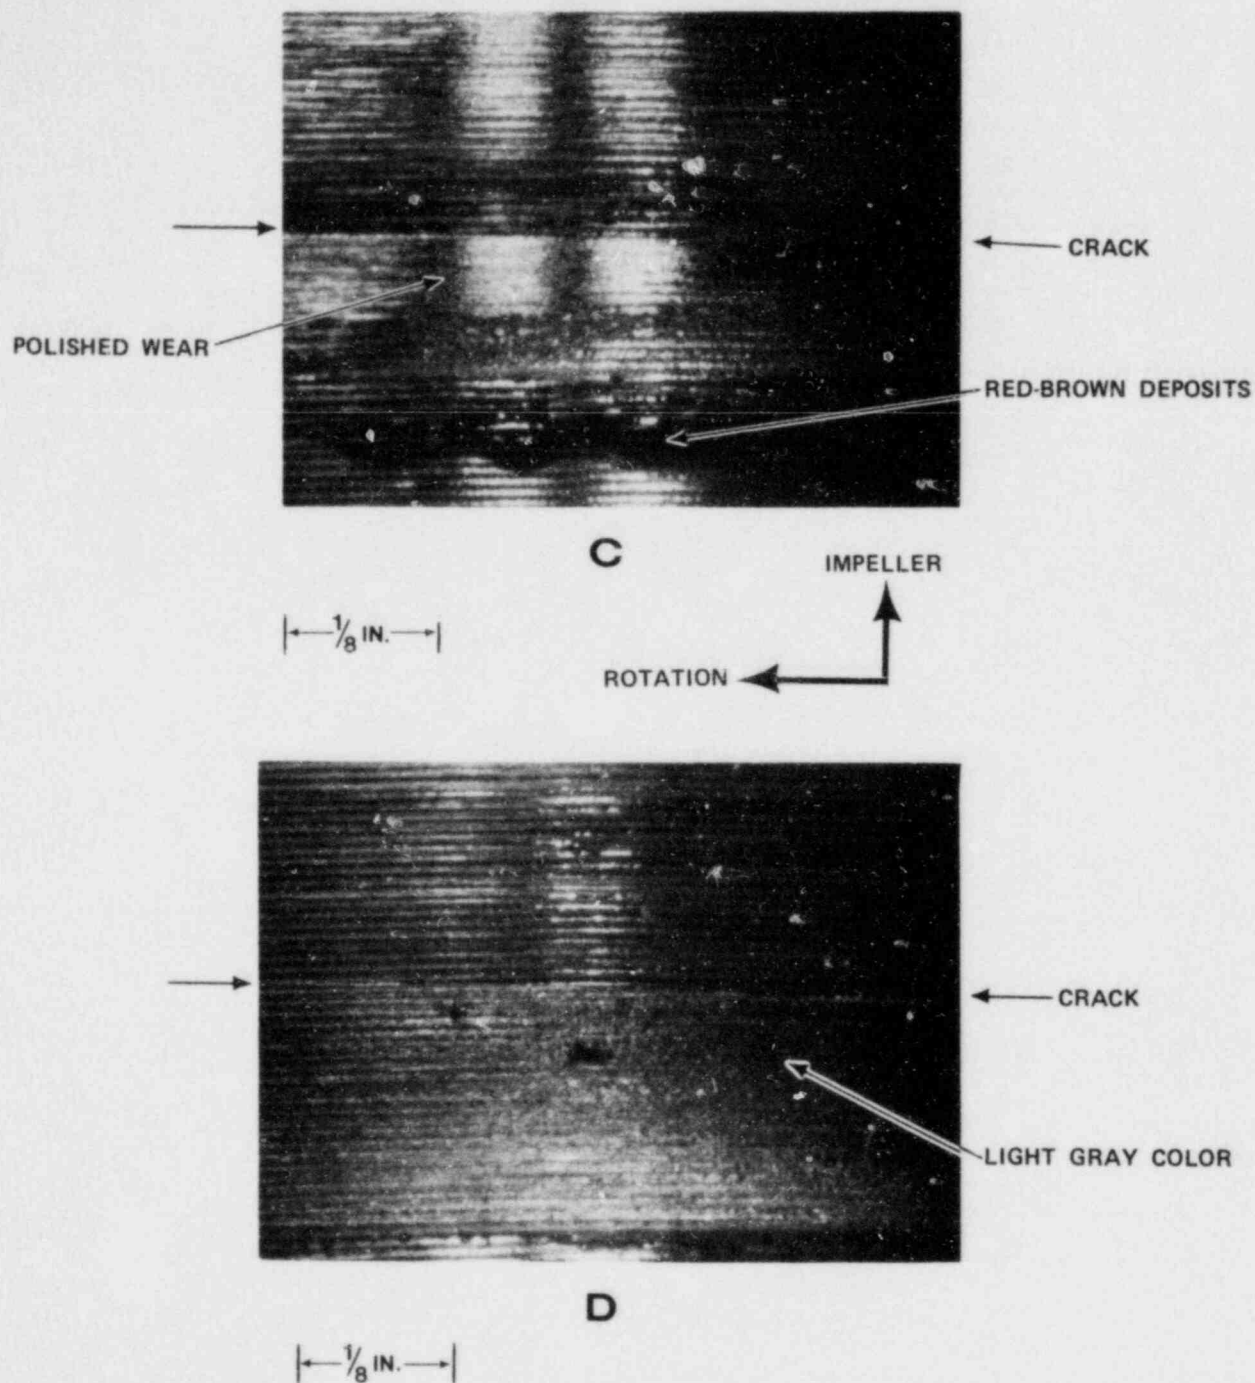 CRACK
POLISHED WEAR
RED-BROWN DEPOSITS
C
IMPELLER
1/8 IN.
ROTATION
CRACK
LIGHT GRAY COLOR
D
1/8 IN.